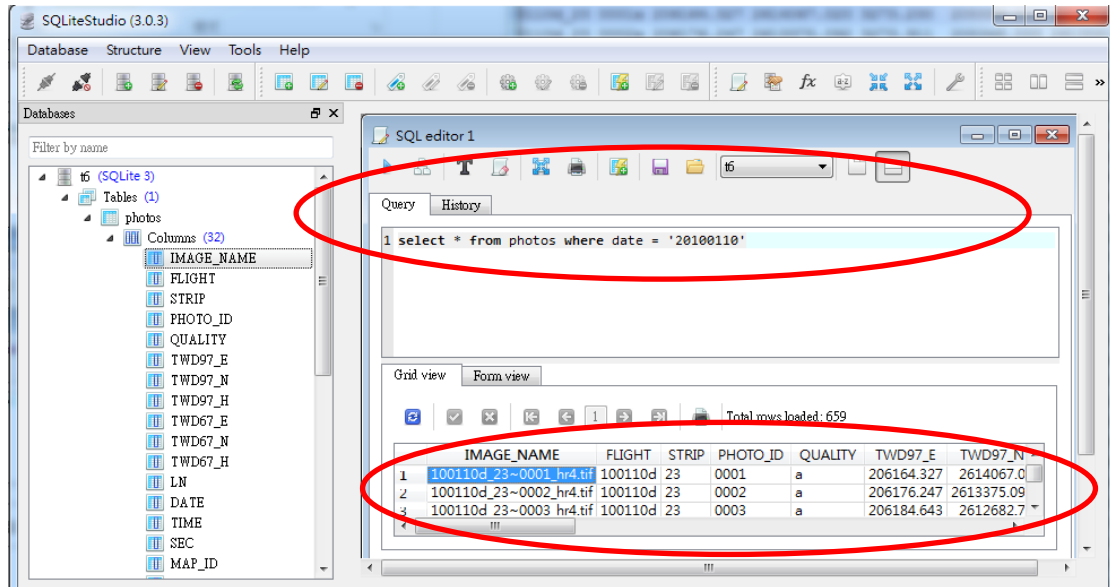 SQLiteStudio (3.0.3)
Database Structure View Tools Help
Databases
Filter by name
t6 (SQLite 3)
Tables (1)
photos
Columns (32)
IMAGE_NAME
FLIGHT
STRIP
PHOTO_ID
QUALITY
TWD97_E
TWD97_N
TWD97_H
TWD67_E
TWD67_N
TWD67_H
LN
DATE
TIME
SEC
MAP_ID
SQL editor 1
t6
Query History
1 select * from photos where date = '20100110'
Grid view Form view
1 Total rows loaded: 659
IMAGE_NAME FLIGHT STRIP PHOTO_ID QUALITY TWD97_E TWD97_N
1 100110d_23~0001_hr4.tif 100110d 23 0001 a 206164.327 2614067.0
2 100110d_23~0002_hr4.tif 100110d 23 0002 a 206176.247 2613375.09
3 100110d_23~0003_hr4.tif 100110d 23 0003 a 206184.643 2612682.7